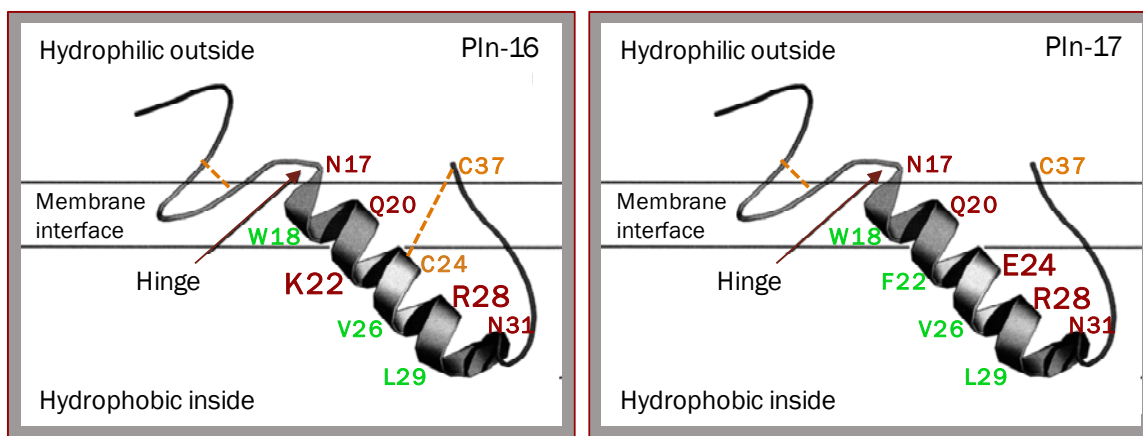 Hydrophilic outside
Pln-16
N17
C37
Membrane
interface
Q20
W18
C24
Hinge
K22
R28
V26
N31
L29
Hydrophobic inside
Hydrophilic outside
Pln-17
N17
C37
Membrane
interface
Q20
W18
E24
Hinge
F22
R28
V26
N31
L29
Hydrophobic inside